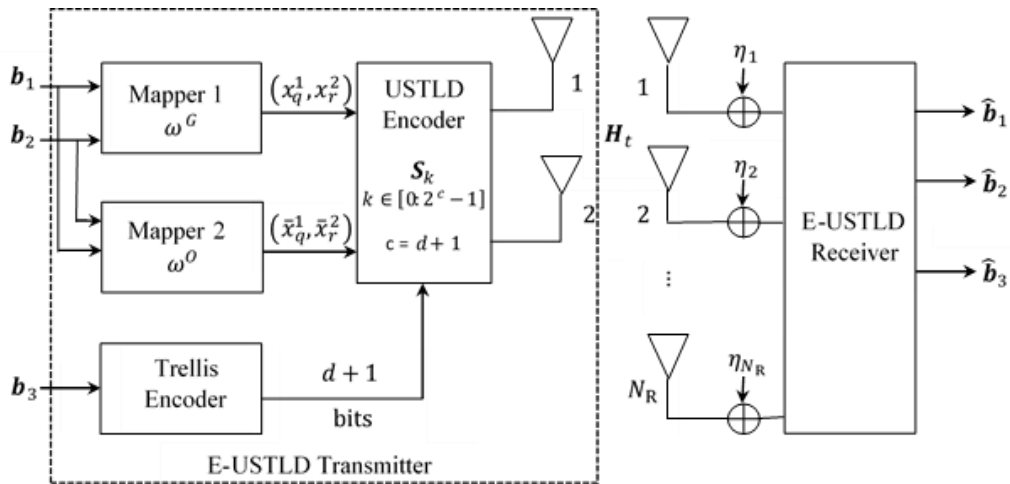 b₁
b₂
b₃
Mapper 1
ω^G
(x_q^1, x_r^2)
Mapper 2
ω^O
(x̄_q^1, x̄_r^2)
Trellis
Encoder
d + 1
bits
USTLD
Encoder
S_k
k ∈ [0: 2^c − 1]
c = d + 1
1
2
E-USTLD Transmitter
H_t
1
2
⋮
N_R
η₁
η₂
η_{N_R}
E-USTLD
Receiver
b̂₁
b̂₂
b̂₃